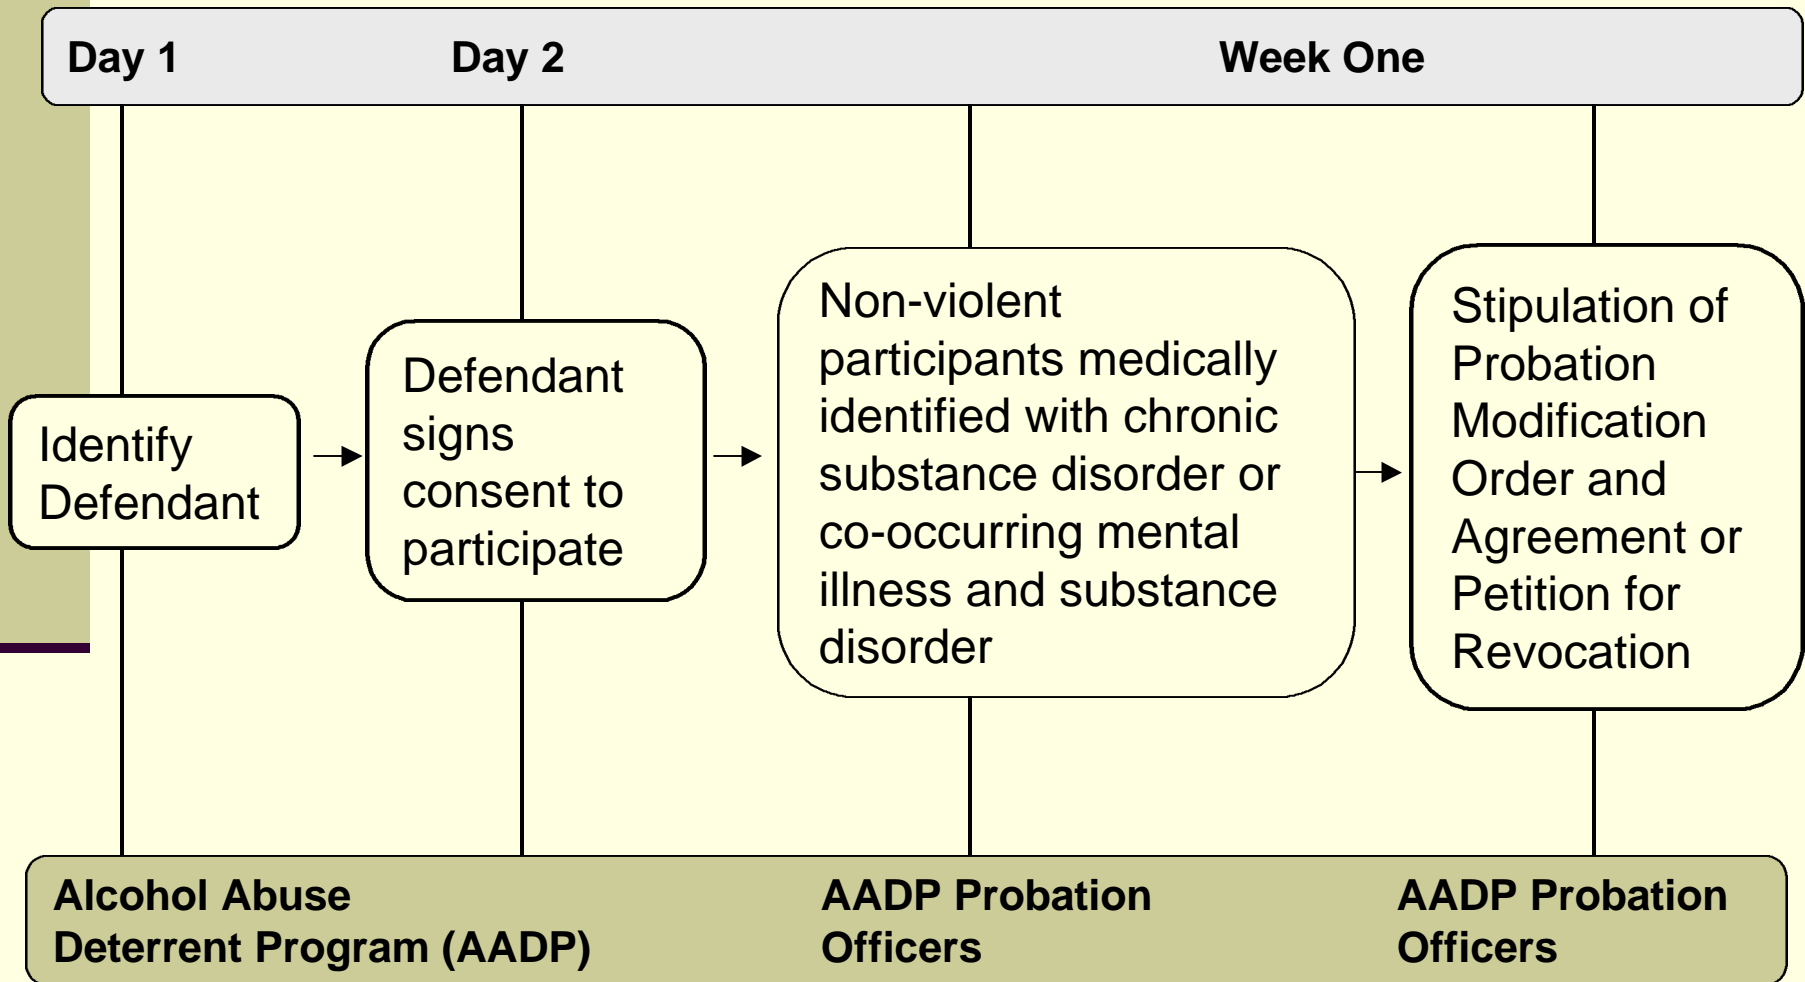 Day 1
Day 2
Week One
Identify
Defendant
Defendant
signs
consent to
participate
Non-violent
participants medically
identified with chronic
substance disorder or
co-occurring mental
illness and substance
disorder
Stipulation of
Probation
Modification
Order and
Agreement or
Petition for
Revocation
Alcohol Abuse
Deterrent Program (AADP)
AADP Probation
Officers
AADP Probation
Officers